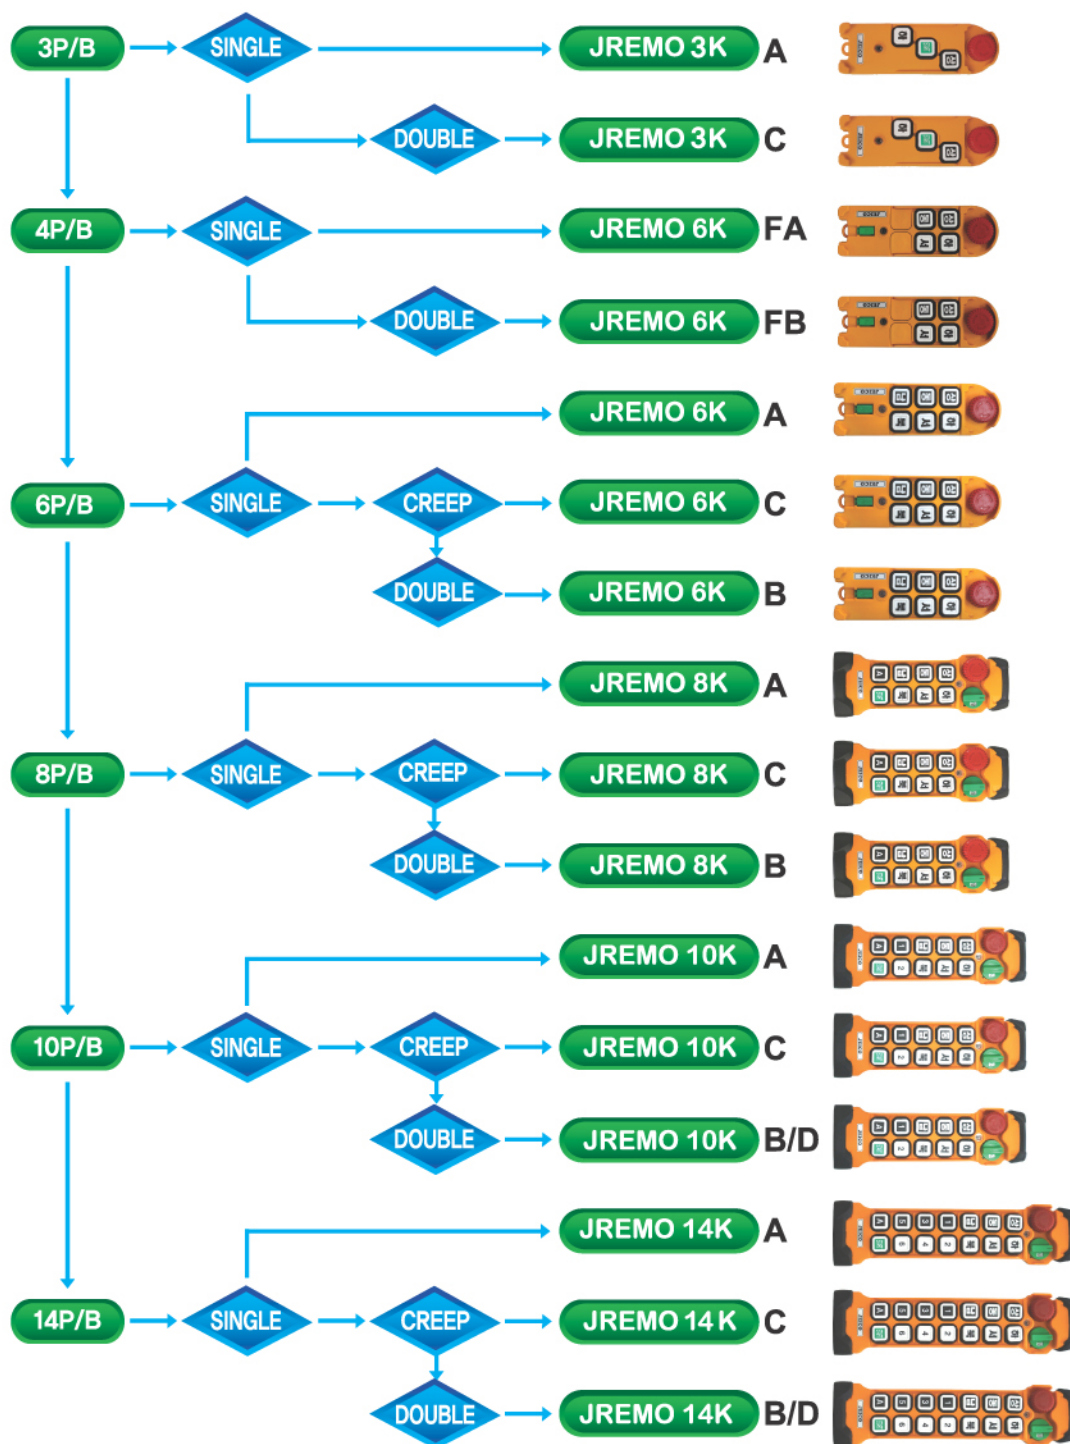 3P/B SINGLE JREMO 3K A
DOUBLE JREMO 3K C
4P/B SINGLE JREMO 6K FA
DOUBLE JREMO 6K FB
JREMO 6K A
6P/B SINGLE CREEP JREMO 6K C
DOUBLE JREMO 6K B
JREMO 8K A
8P/B SINGLE CREEP JREMO 8K C
DOUBLE JREMO 8K B
JREMO 10K A
10P/B SINGLE CREEP JREMO 10K C
DOUBLE JREMO 10K B/D
JREMO 14K A
14P/B SINGLE CREEP JREMO 14K C
DOUBLE JREMO 14K B/D